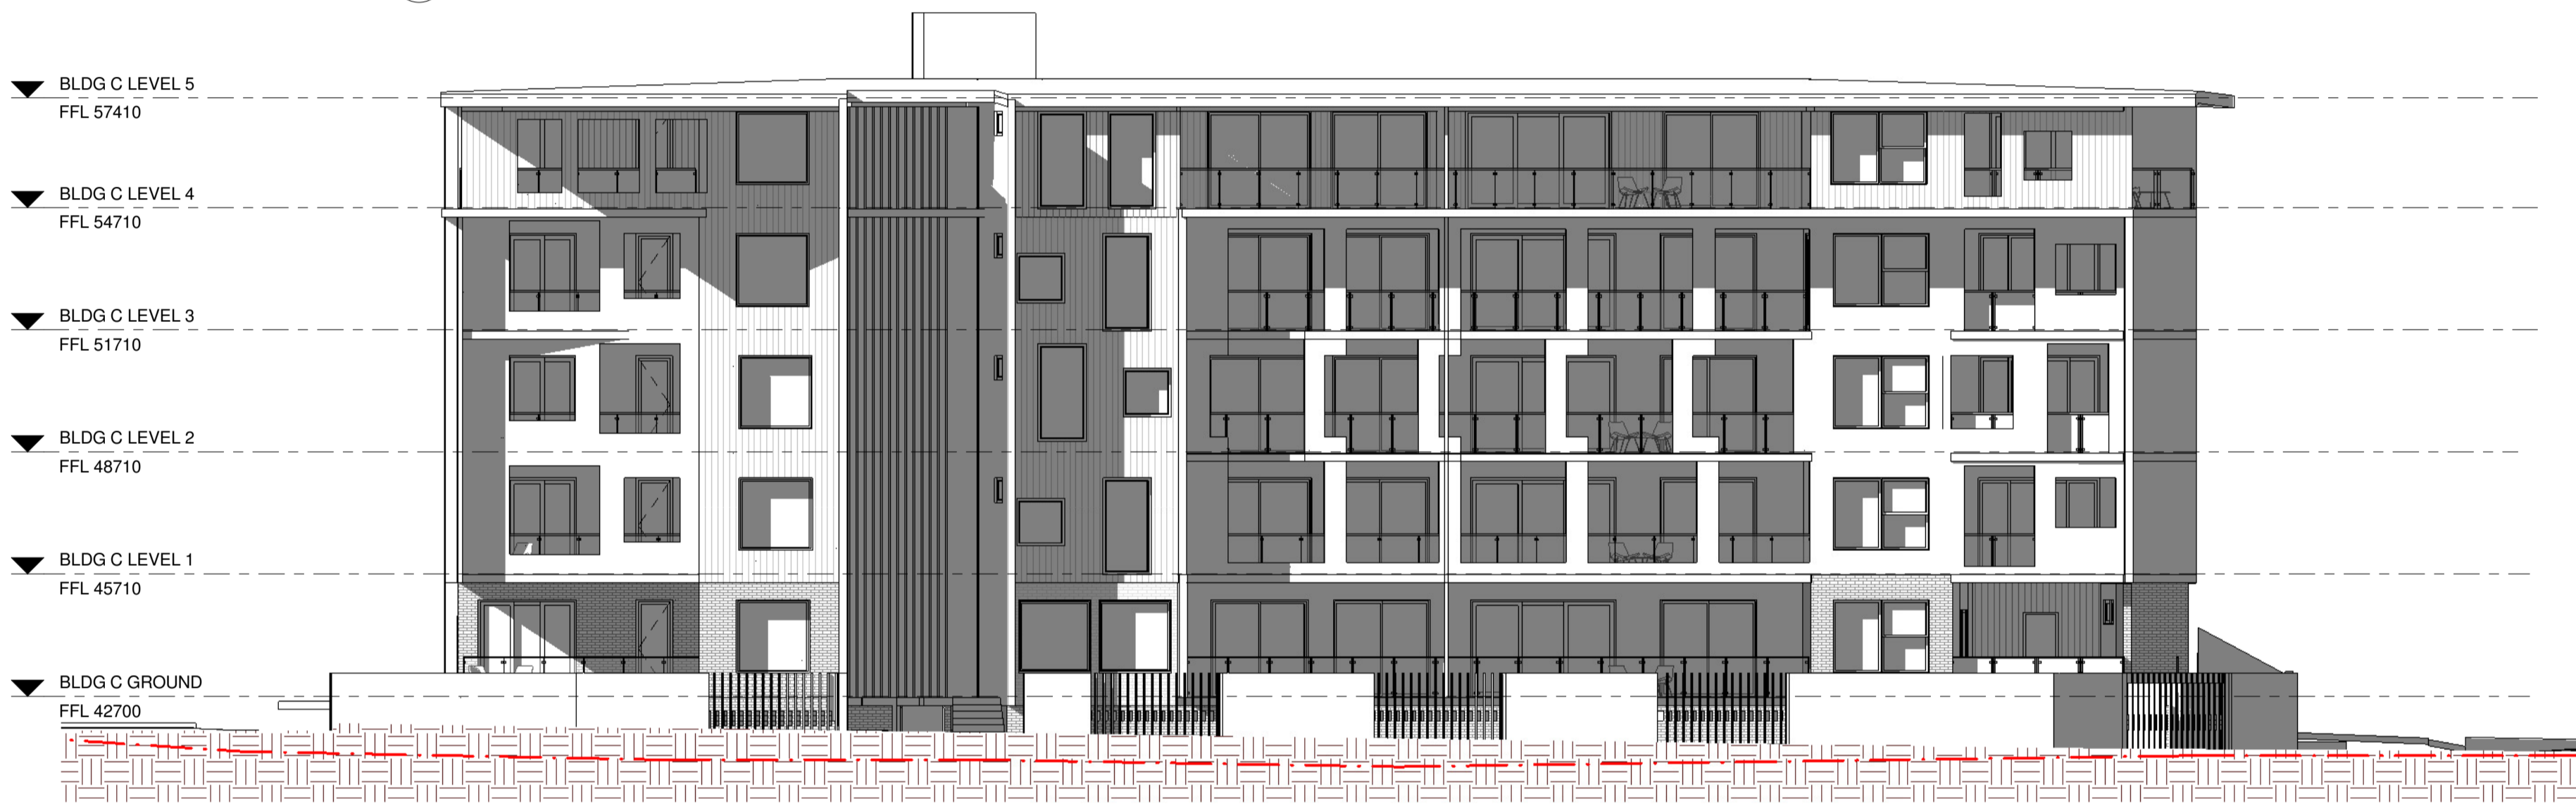 BLDG C LEVEL 5
FFL 57410
BLDG C LEVEL 4
FFL 54710
BLDG C LEVEL 3
FFL 51710
BLDG C LEVEL 2
FFL 48710
BLDG C LEVEL 1
FFL 45710
BLDG C GROUND
FFL 42700